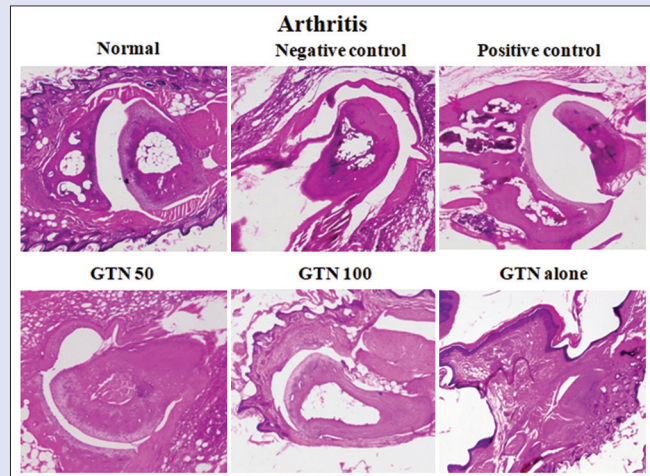 Arthritis
Normal Negative control Positive control
GTN 50 GTN 100 GTN alone